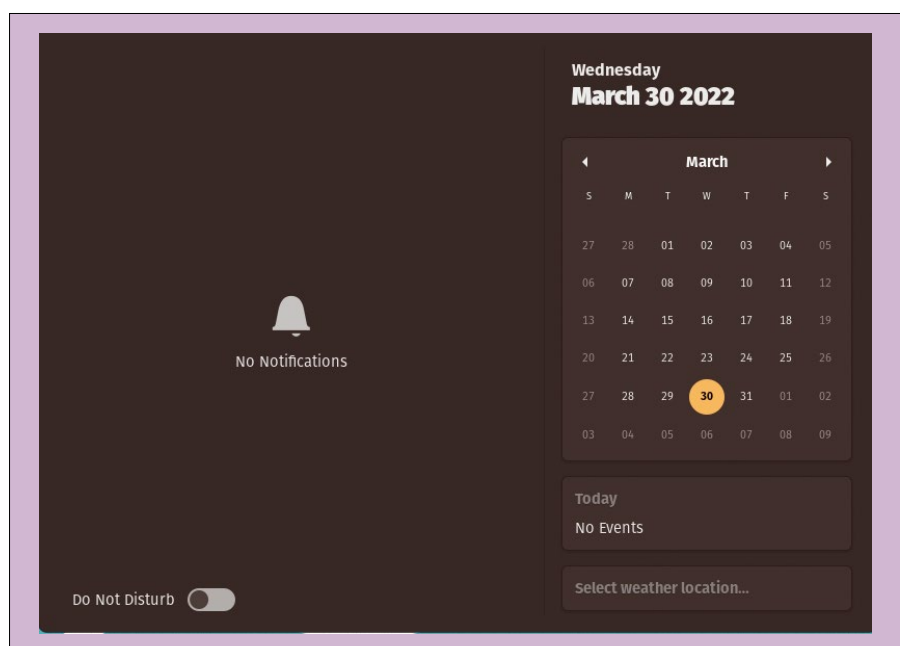 Wednesday
March 30 2022
March
S M T W T F S
27 28 01 02 03 04 05
06 07 08 09 10 11 12
13 14 15 16 17 18 19
20 21 22 23 24 25 26
27 28 29 30 31 01 02
03 04 05 06 07 08 09
No Notifications
Today
No Events
Select weather location...
Do Not Disturb